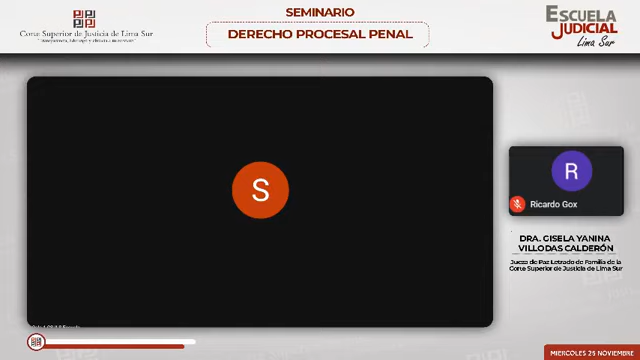 SEMINARIO
DERECHO PROCESAL PENAL
Corte Superior de Justicia de Lima Sur
ESCUELA
JUDICIAL
Lima Sur
S
R
Ricardo Gox
DRA. GISELA YANINA
VILLODAS CALDERÓN
Jueza de Paz Letrado de Familia de la
Corte Superior de Justicia de Lima Sur
MIERCOLES 26 NOVIEMBRE